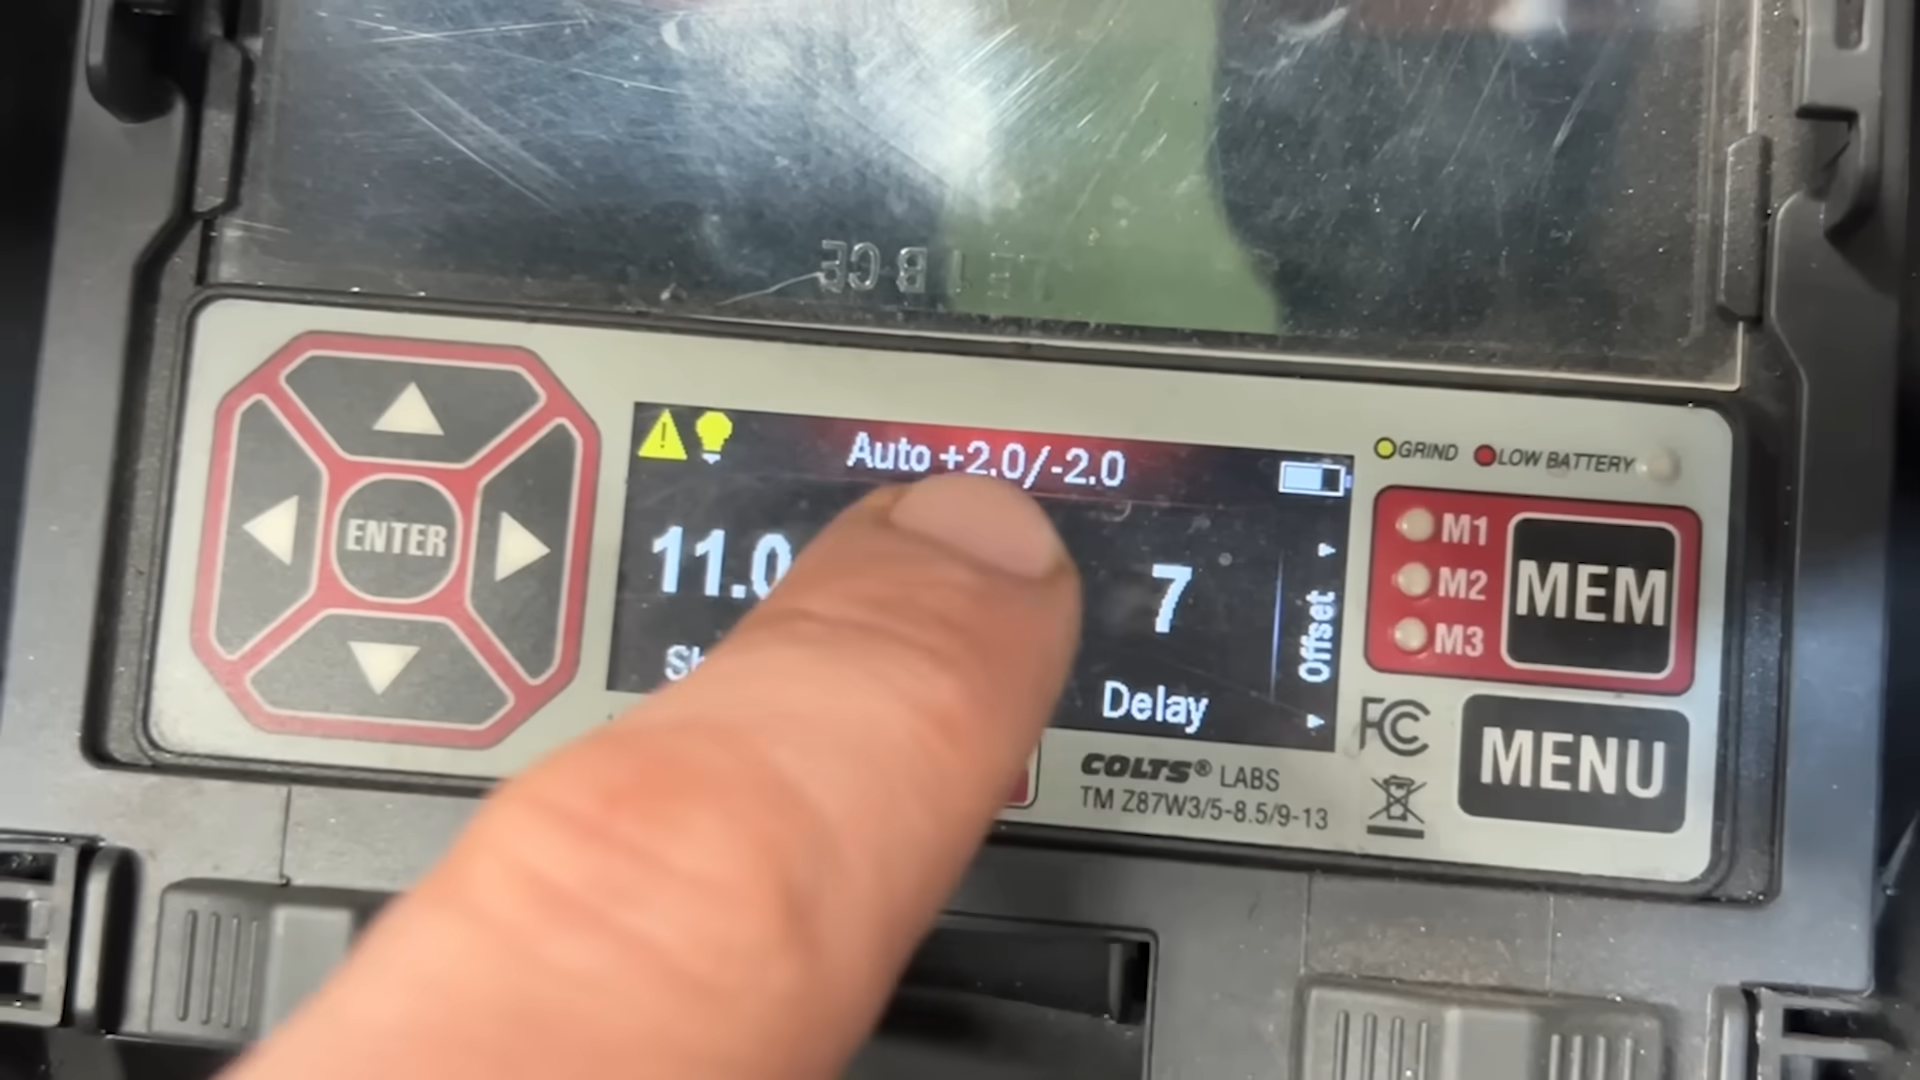 Auto +2.0/-2.0
11.0
7
Delay
Offset
ENTER
GRIND
LOW BATTERY
M1
M2
M3
MEM
MENU
FC
COLTS® LABS
TM Z87W3/5-8.5/9-13